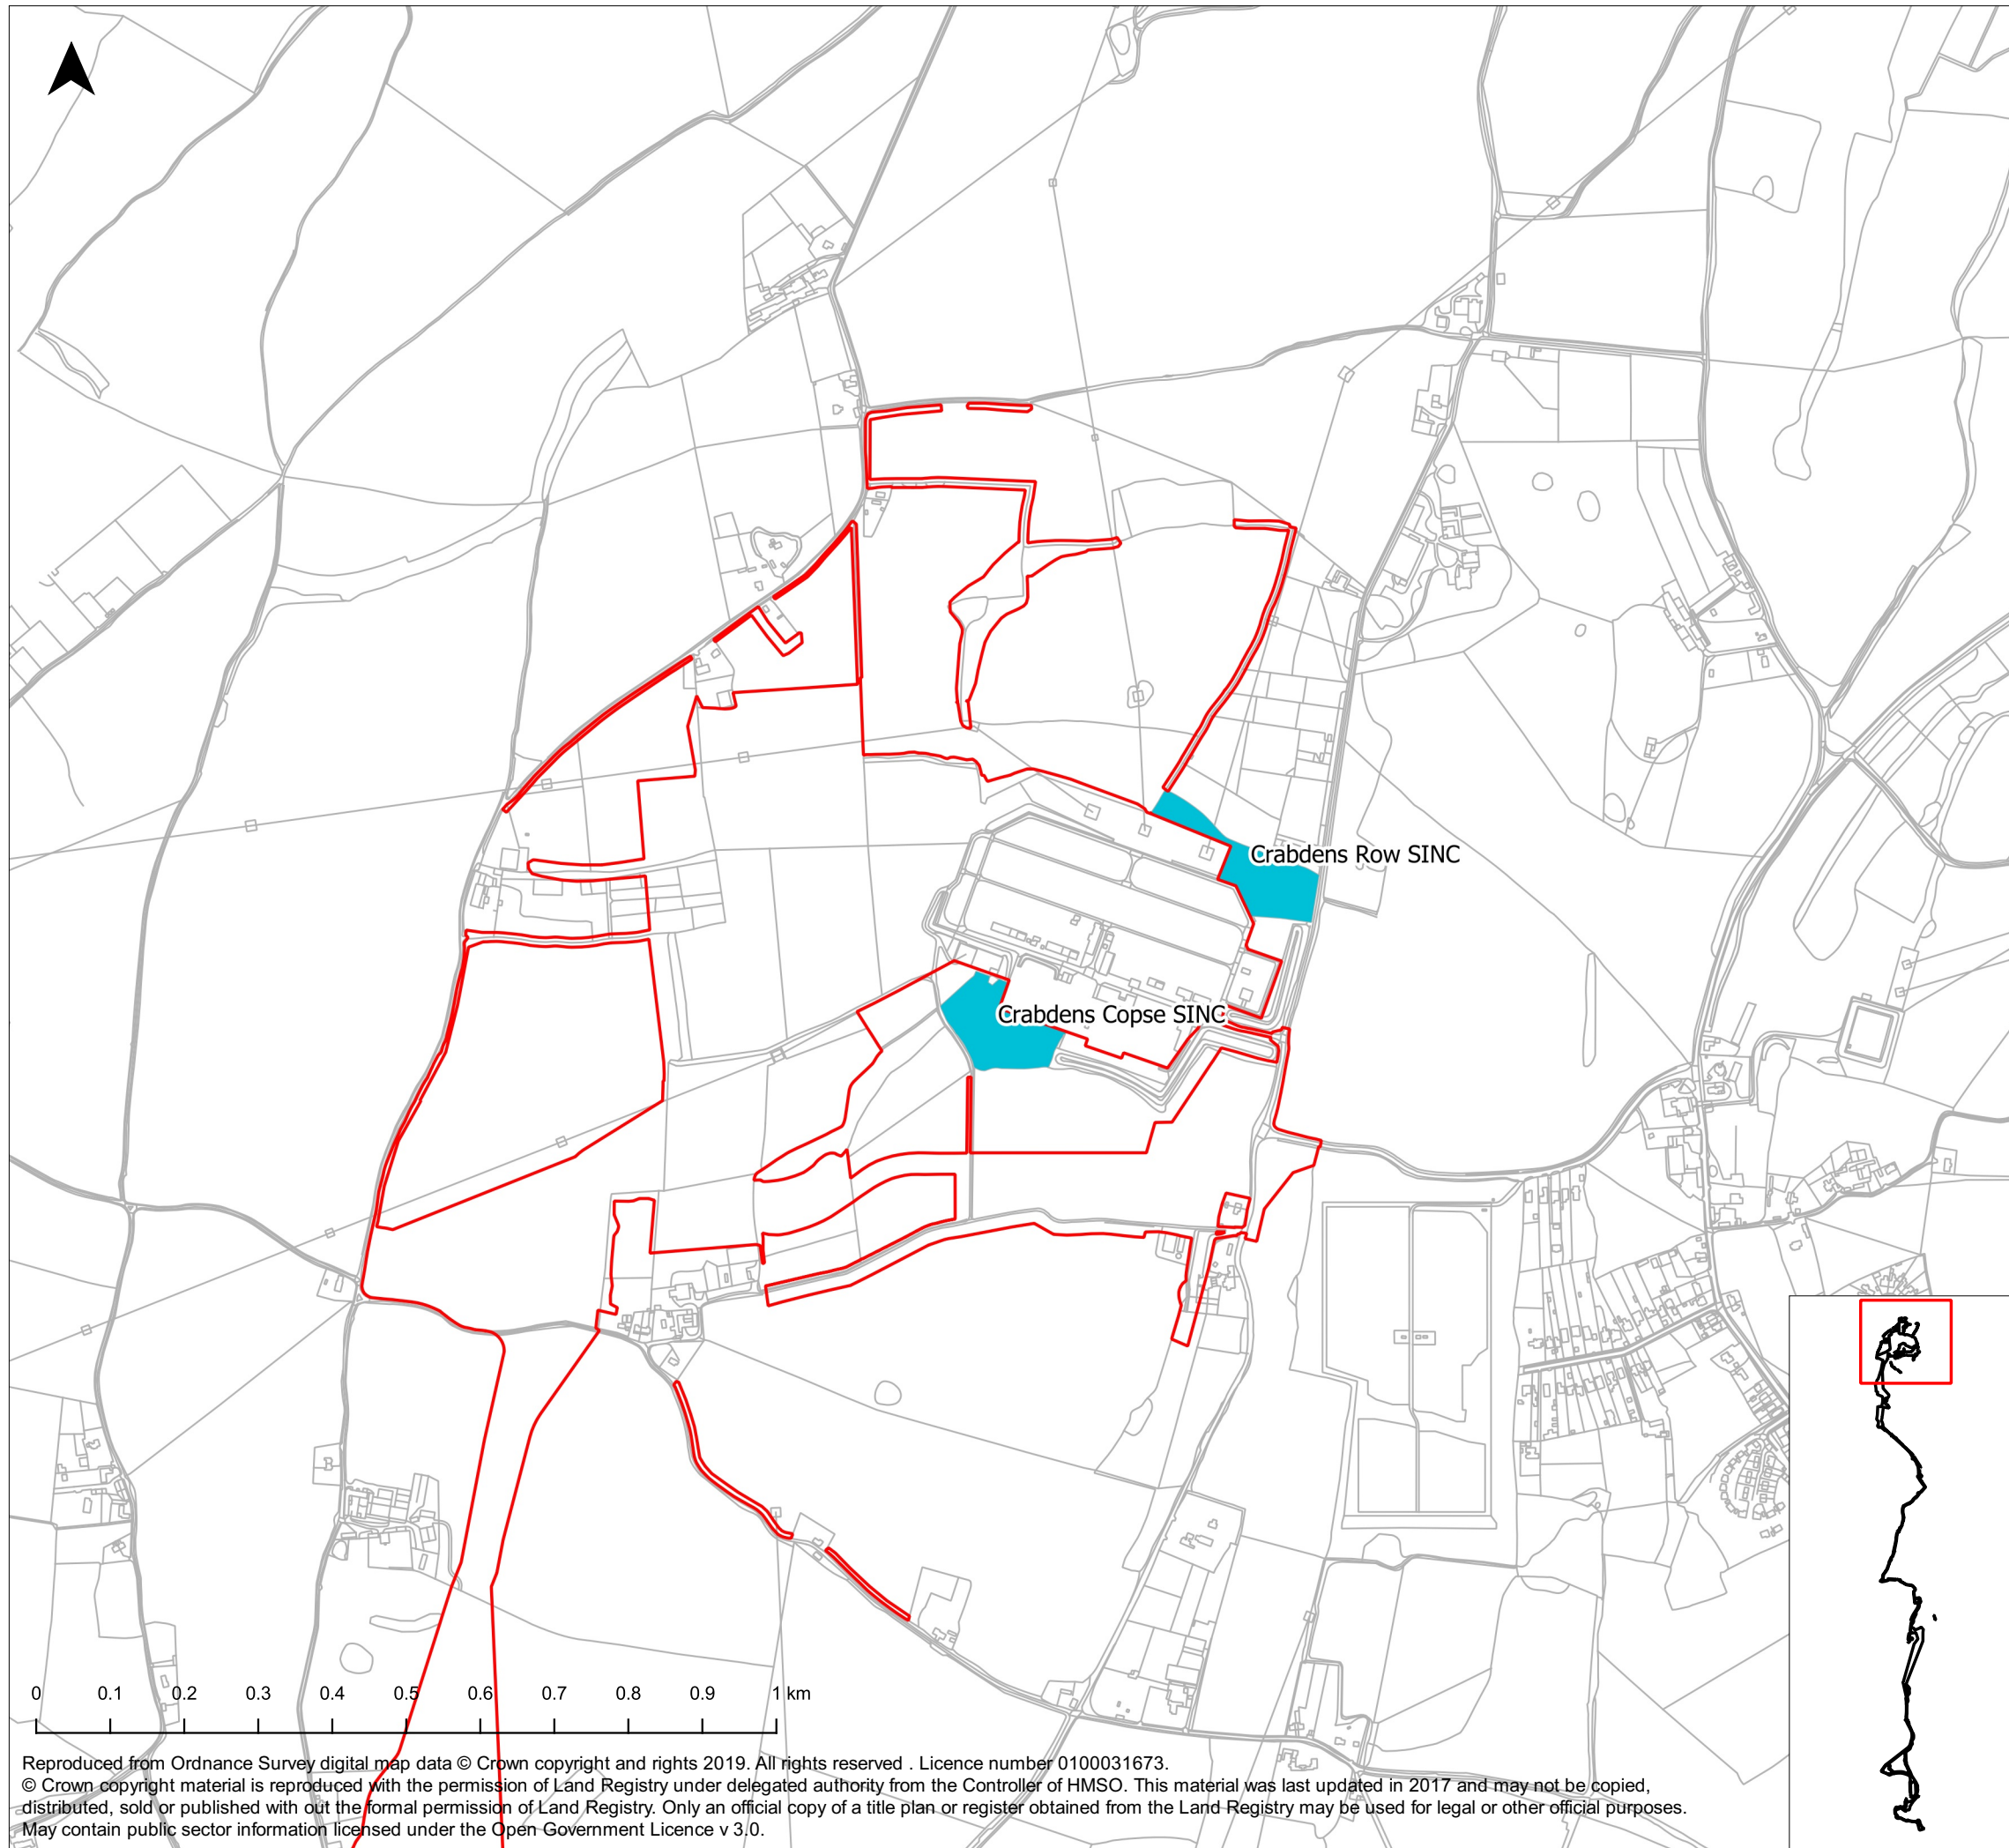 Crabdens Row SINC
Crabdens Copse SINC
0 0.1 0.2 0.3 0.4 0.5 0.6 0.7 0.8 0.9 1 km
Reproduced from Ordnance Survey digital map data © Crown copyright and rights 2019. All rights reserved . Licence number 0100031673.
© Crown copyright material is reproduced with the permission of Land Registry under delegated authority from the Controller of HMSO. This material was last updated in 2017 and may not be copied,
distributed, sold or published with out the formal permission of Land Registry. Only an official copy of a title plan or register obtained from the Land Registry may be used for legal or other official purposes.
May contain public sector information licensed under the Open Government Licence v 3.0.